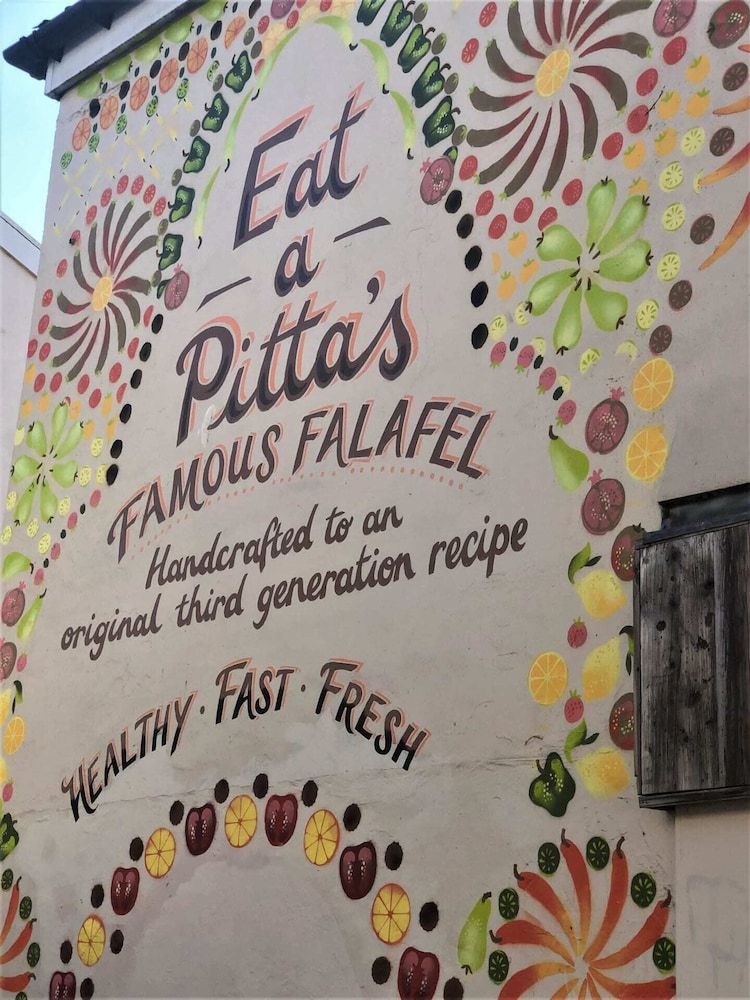 Eat
a
Pitta's
FAMOUS FALAFEL
Handcrafted to an
original third generation recipe
HEALTHY · FAST · FRESH